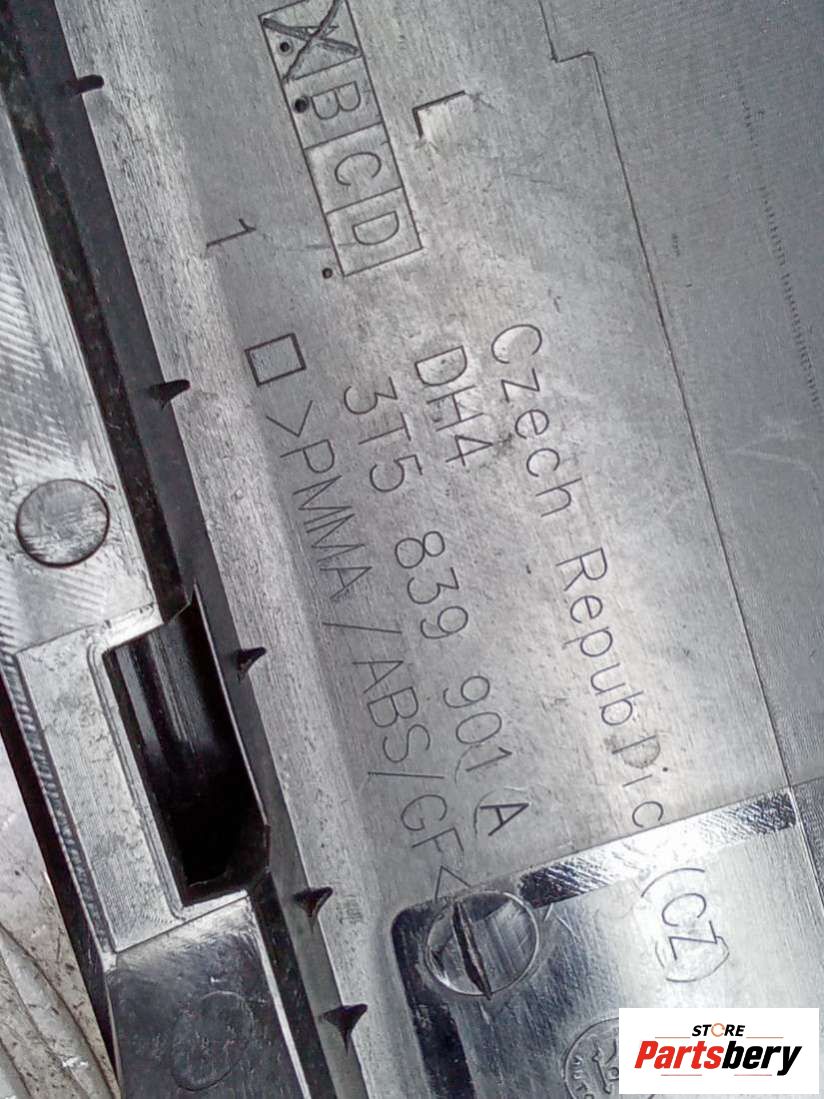 X B C D
L
1
Czech Republic (CZ)
DH4
3T5 839 901 A
>PMMA/ABS/GF<
STORE
Partsbery